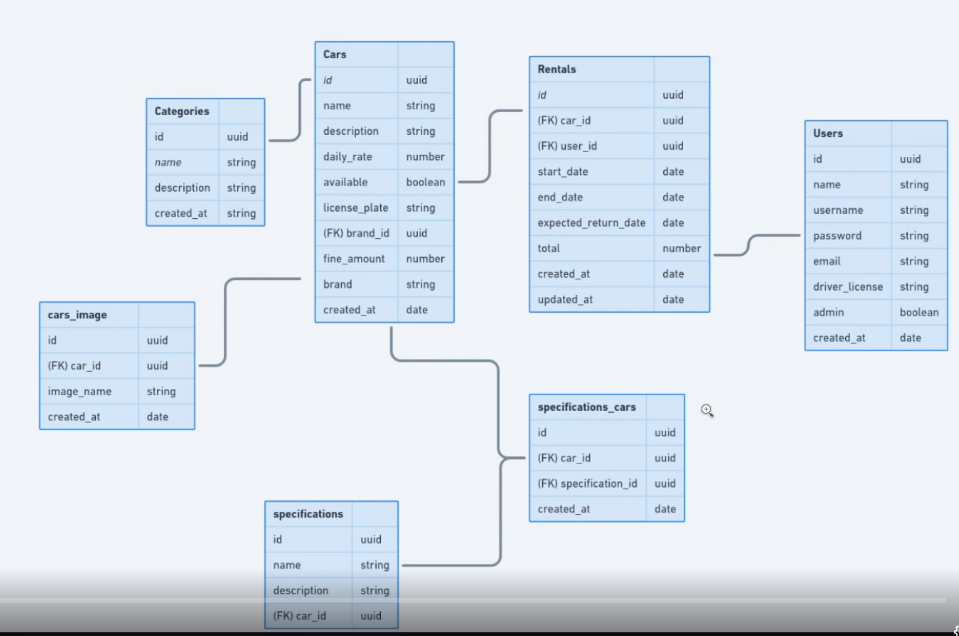 Cars
id uuid
name string
description string
daily_rate number
available boolean
license_plate string
(FK) brand_id uuid
fine_amount number
brand string
created_at date
Rentals
id uuid
(FK) car_id uuid
(FK) user_id uuid
start_date date
end_date date
expected_return_date date
total number
created_at date
updated_at date
Categories
id uuid
name string
description string
created_at string
Users
id uuid
name string
username string
password string
email string
driver_license string
admin boolean
created_at date
cars_image
id uuid
(FK) car_id uuid
image_name string
created_at date
specifications_cars
id uuid
(FK) car_id uuid
(FK) specification_id uuid
created_at date
specifications
id uuid
name string
description string
(FK) car_id uuid